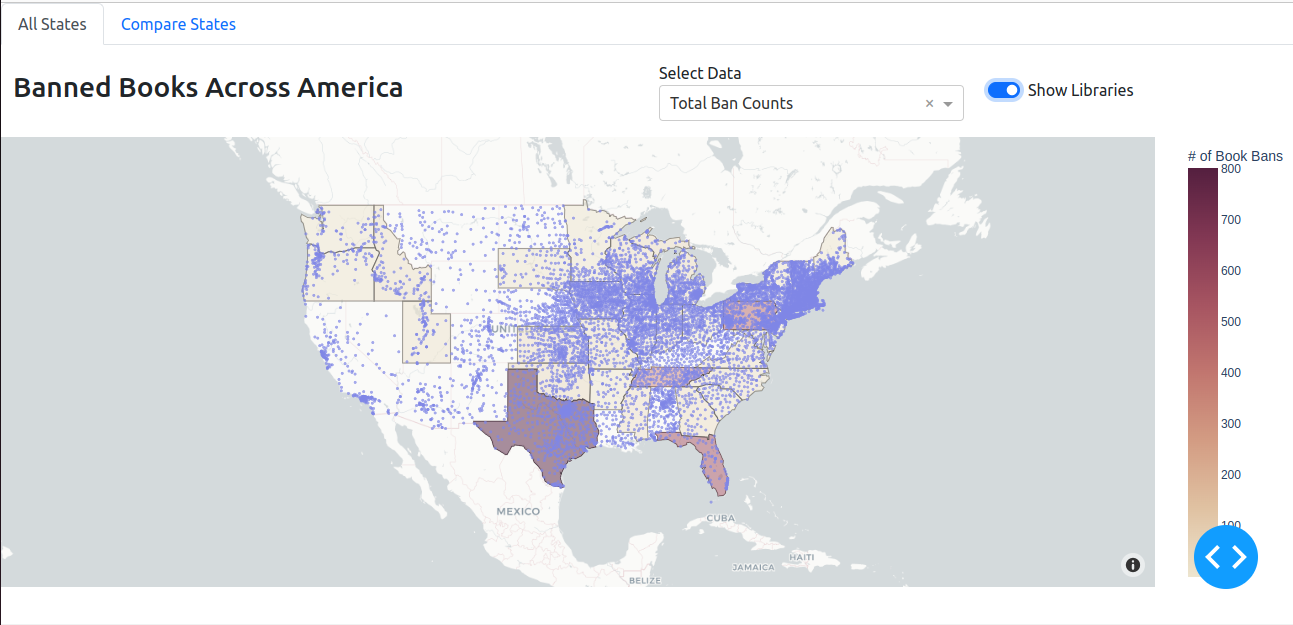 All States
Compare States
Banned Books Across America
Select Data
Total Ban Counts
Show Libraries
# of Book Bans
800
700
600
500
400
300
200
100
MEXICO
CUBA
HAITI
JAMAICA
BELIZE